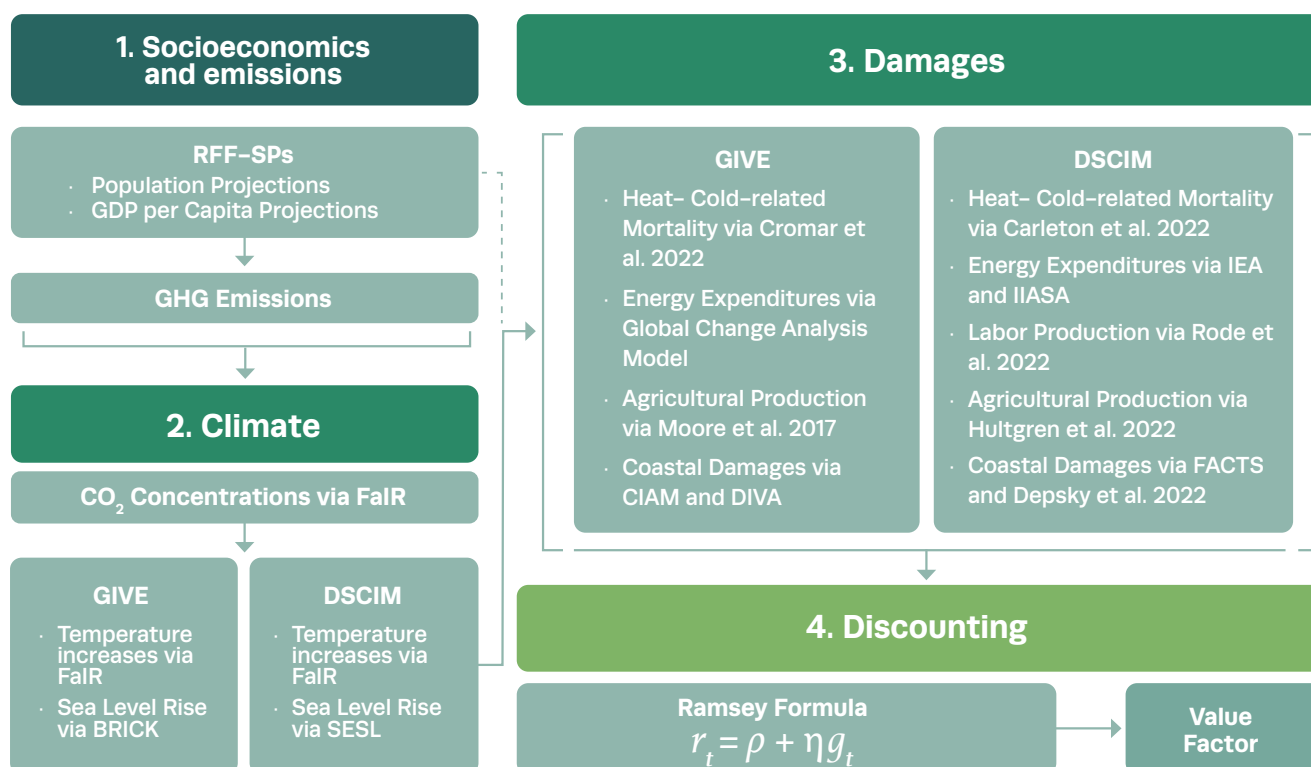 1. Socioeconomics
and emissions
RFF–SPs
· Population Projections
· GDP per Capita Projections
GHG Emissions
2. Climate
CO₂ Concentrations via FaIR
GIVE
· Temperature
increases via
FaIR
· Sea Level Rise
via BRICK
DSCIM
· Temperature
increases via
FaIR
· Sea Level Rise
via SESL
3. Damages
GIVE
· Heat– Cold–related
Mortality via Cromar et
al. 2022
· Energy Expenditures via
Global Change Analysis
Model
· Agricultural Production
via Moore et al. 2017
· Coastal Damages via
CIAM and DIVA
DSCIM
· Heat– Cold–related Mortality
via Carleton et al. 2022
· Energy Expenditures via IEA
and IIASA
· Labor Production via Rode et
al. 2022
· Agricultural Production via
Hultgren et al. 2022
· Coastal Damages via FACTS
and Depsky et al. 2022
4. Discounting
Ramsey Formula
rₜ = ρ + ηgₜ
Value
Factor